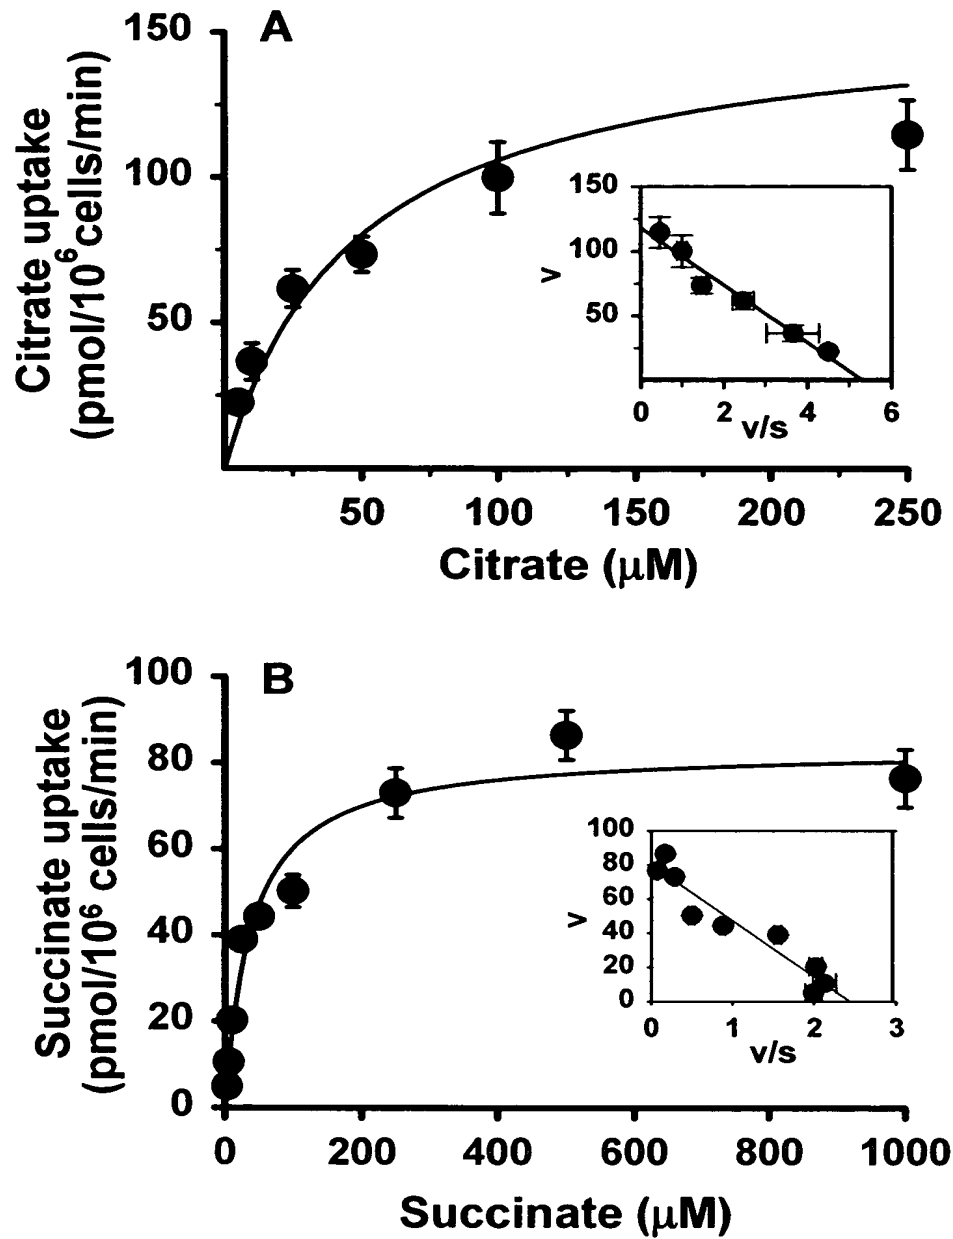 A
150
100
50
Citrate uptake
(pmol/10⁶ cells/min)
150
100
50
v
0 2 4 6
v/s
50 100 150 200 250
Citrate (μM)
B
100
80
60
40
20
0
Succinate uptake
(pmol/10⁶ cells/min)
100
80
60
40
20
0
v
0 1 2 3
v/s
0 200 400 600 800 1000
Succinate (μM)